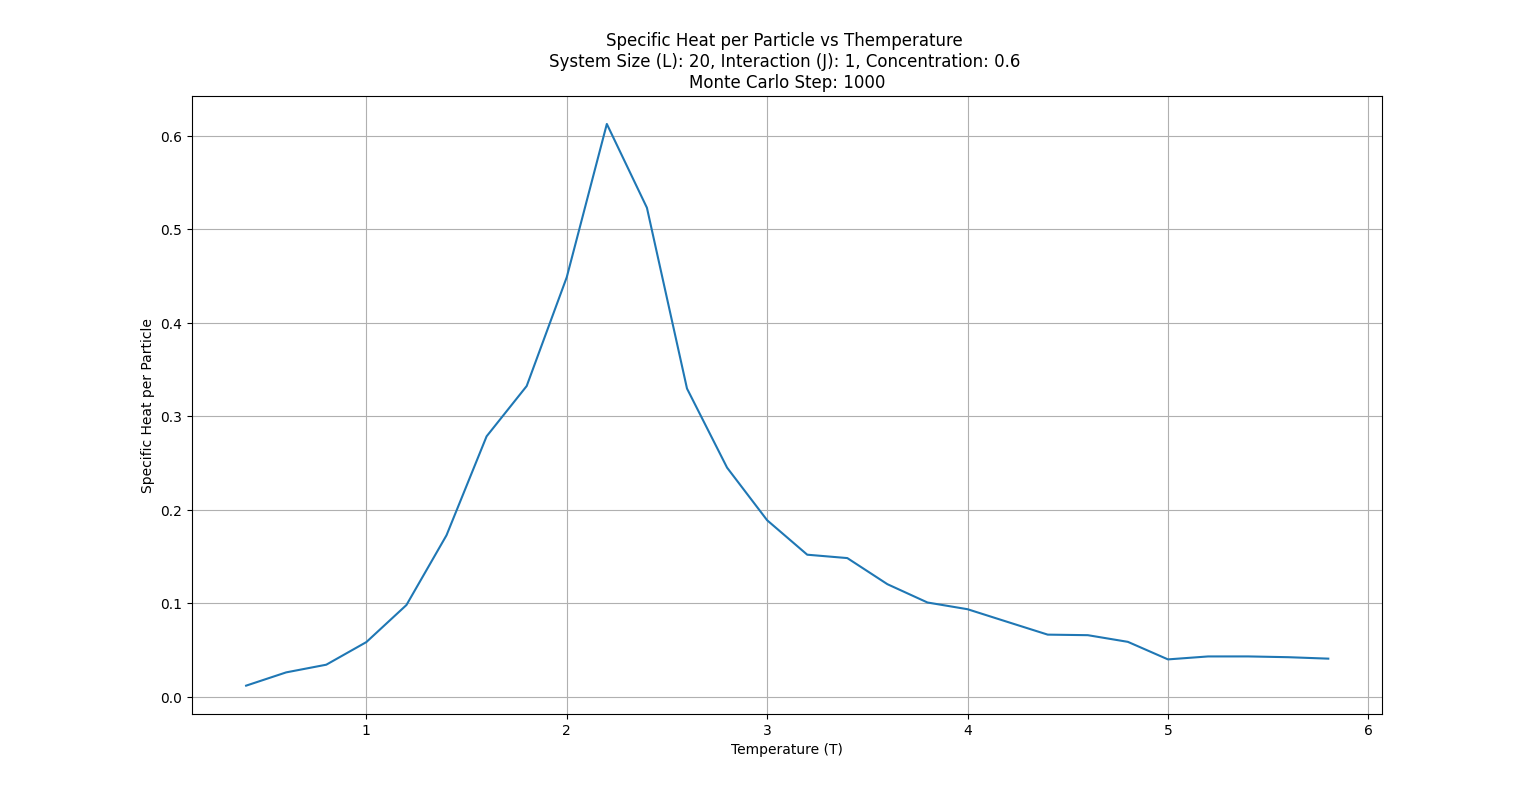 Specific Heat per Particle vs Themperature
System Size (L): 20, Interaction (J): 1, Concentration: 0.6
Monte Carlo Step: 1000
Specific Heat per Particle
0.6
0.5
0.4
0.3
0.2
0.1
0.0
1 2 3 4 5 6
Temperature (T)